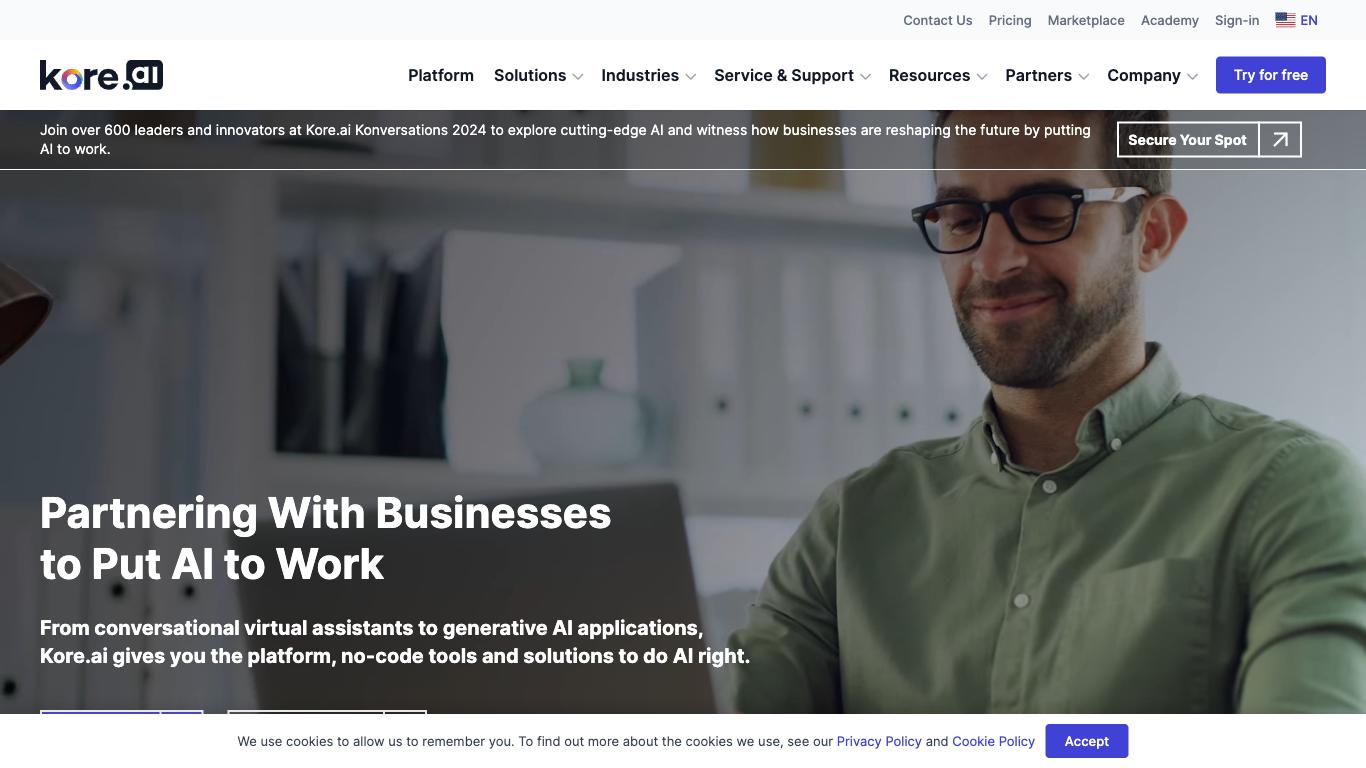 Contact Us Pricing Marketplace Academy Sign-in EN
kore.ai Platform Solutions Industries Service & Support Resources Partners Company Try for free
Join over 600 leaders and innovators at Kore.ai Konversations 2024 to explore cutting-edge AI and witness how businesses are reshaping the future by putting
AI to work.
Secure Your Spot
Partnering With Businesses
to Put AI to Work
From conversational virtual assistants to generative AI applications,
Kore.ai gives you the platform, no-code tools and solutions to do AI right.
We use cookies to allow us to remember you. To find out more about the cookies we use, see our Privacy Policy and Cookie Policy Accept